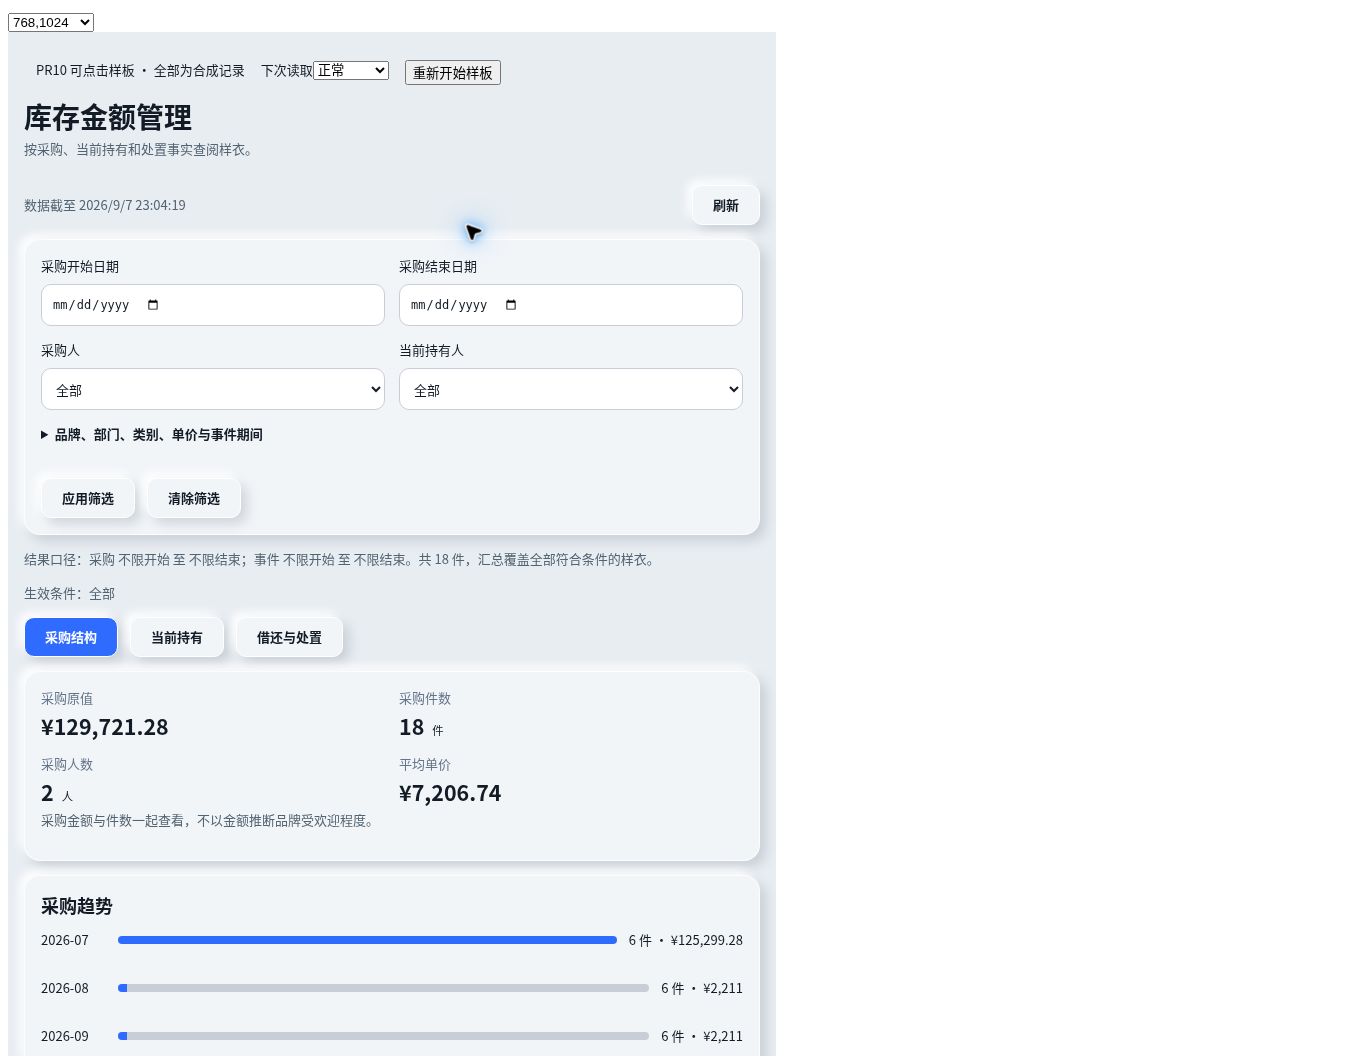 768,1024
PR10 可点击样板 · 全部为合成记录 下次读取 正常 重新开始样板
库存金额管理
按采购、当前持有和处置事实查阅样衣。
数据截至 2026/9/7 23:04:19 刷新
采购开始日期 采购结束日期
mm/dd/yyyy mm/dd/yyyy
采购人 当前持有人
全部 全部
品牌、部门、类别、单价与事件期间
应用筛选 清除筛选
结果口径：采购 不限开始 至 不限结束；事件 不限开始 至 不限结束。共 18 件，汇总覆盖全部符合条件的样衣。
生效条件：全部
采购结构 当前持有 借还与处置
采购原值 采购件数
¥129,721.28 18 件
采购人数 平均单价
2 人 ¥7,206.74
采购金额与件数一起查看，不以金额推断品牌受欢迎程度。
采购趋势
2026-07 6 件 · ¥125,299.28
2026-08 6 件 · ¥2,211
2026-09 6 件 · ¥2,211